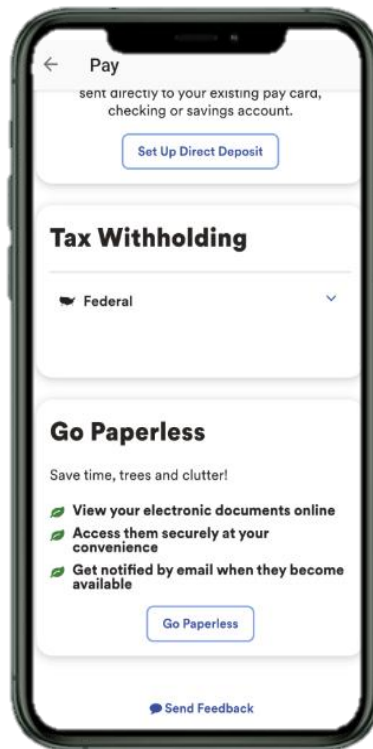 Pay
sent directly to your existing pay card,
checking or savings account.
Set Up Direct Deposit
Tax Withholding
Federal
Go Paperless
Save time, trees and clutter!
View your electronic documents online
Access them securely at your
convenience
Get notified by email when they become
available
Go Paperless
Send Feedback